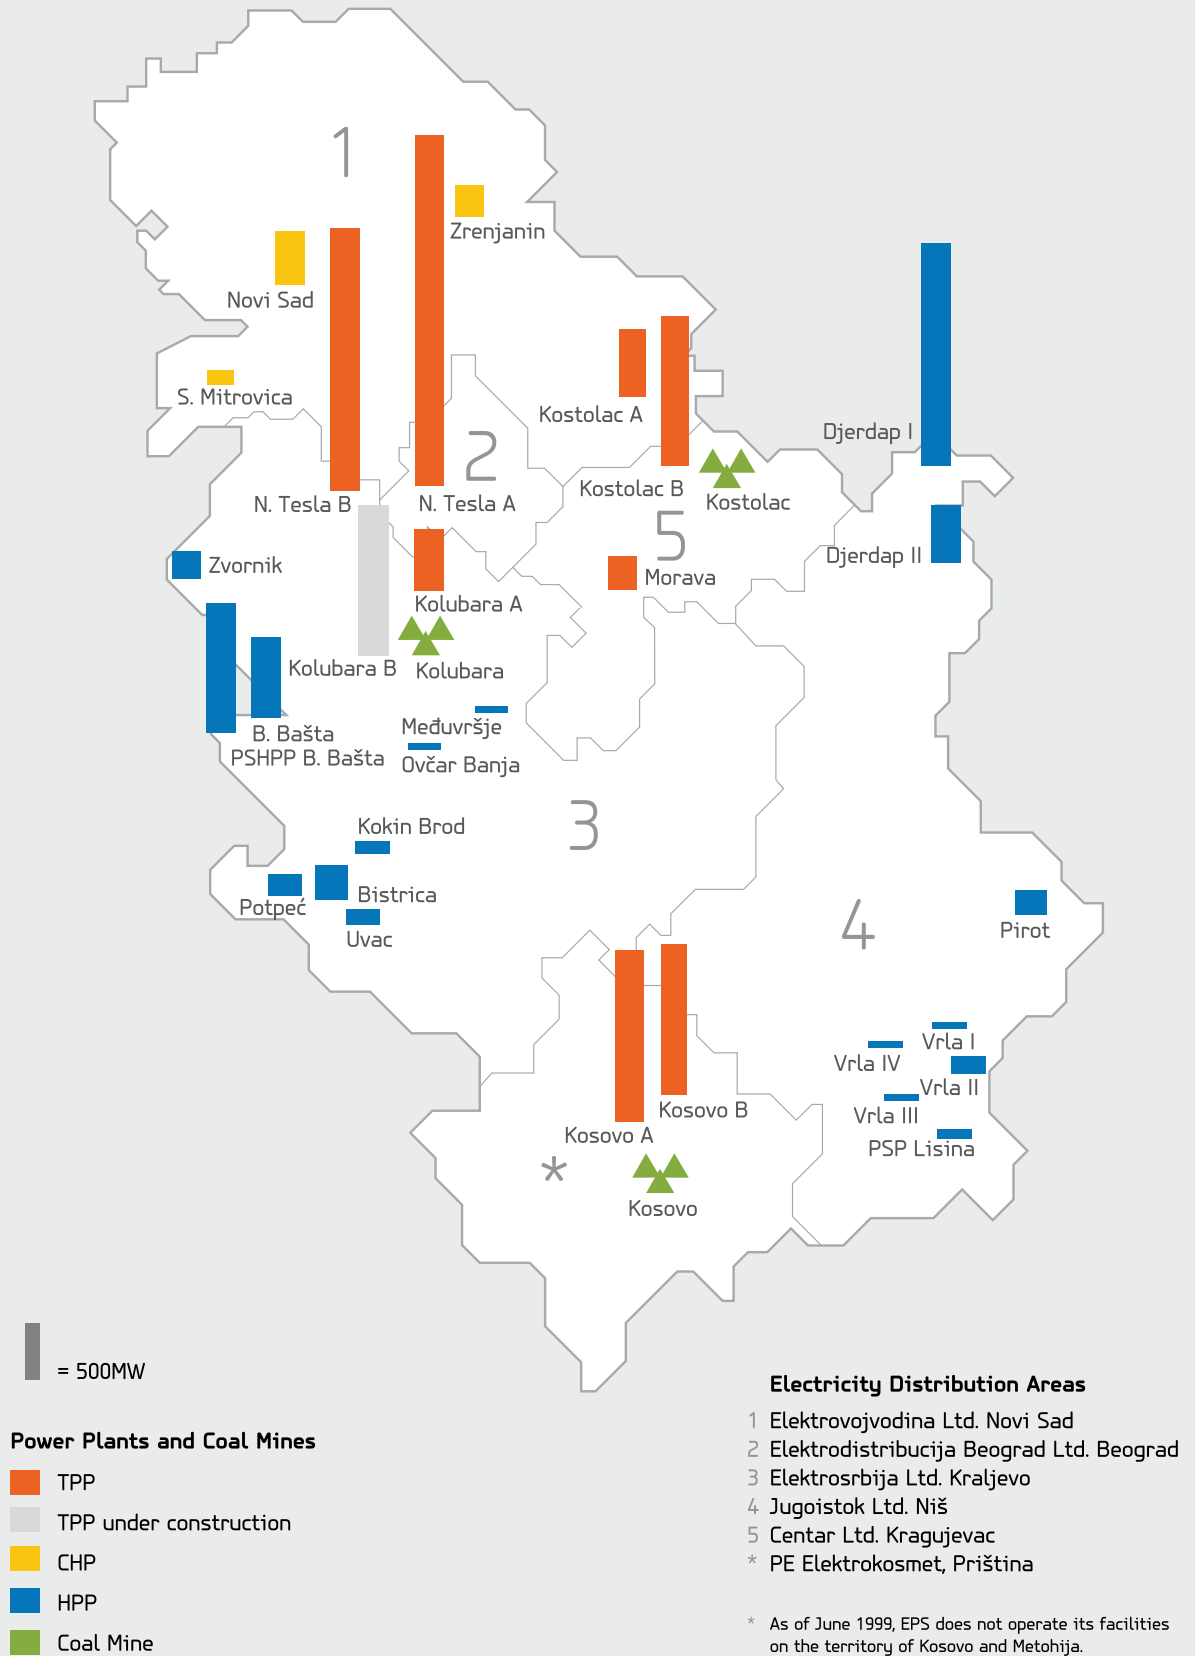 1
Zrenjanin
Novi Sad
S. Mitrovica
Kostolac A
Djerdap I
2
Kostolac B
Kostolac
N. Tesla B
N. Tesla A
5
Djerdap II
Zvornik
Morava
Kolubara A
Kolubara B
Kolubara
Međuvršje
B. Bašta
PSHPP B. Bašta
Ovčar Banja
3
Kokin Brod
Bistrica
Potpeć
Uvac
4
Pirot
Vrla I
Vrla IV
Vrla II
Vrla III
PSP Lisina
Kosovo B
Kosovo A
*
Kosovo
= 500MW
Power Plants and Coal Mines
TPP
TPP under construction
CHP
HPP
Coal Mine
Electricity Distribution Areas
1 Elektrovojvodina Ltd. Novi Sad
2 Elektrodistribucija Beograd Ltd. Beograd
3 Elektrosrbija Ltd. Kraljevo
4 Jugoistok Ltd. Niš
5 Centar Ltd. Kragujevac
* PE Elektrokosmet, Priština
* As of June 1999, EPS does not operate its facilities
on the territory of Kosovo and Metohija.